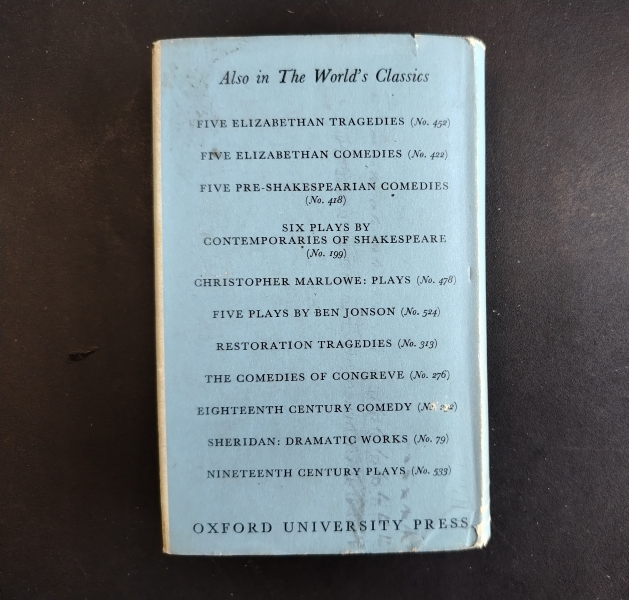 Also in The World's Classics
FIVE ELIZABETHAN TRAGEDIES (No. 452)
FIVE ELIZABETHAN COMEDIES (No. 422)
FIVE PRE-SHAKESPEARIAN COMEDIES
(No. 418)
SIX PLAYS BY
CONTEMPORARIES OF SHAKESPEARE
(No. 199)
CHRISTOPHER MARLOWE: PLAYS (No. 478)
FIVE PLAYS BY BEN JONSON (No. 524)
RESTORATION TRAGEDIES (No. 313)
THE COMEDIES OF CONGREVE (No. 276)
EIGHTEENTH CENTURY COMEDY
SHERIDAN: DRAMATIC WORKS (No. 79)
NINETEENTH CENTURY PLAYS (No. 533)
OXFORD UNIVERSITY PRESS